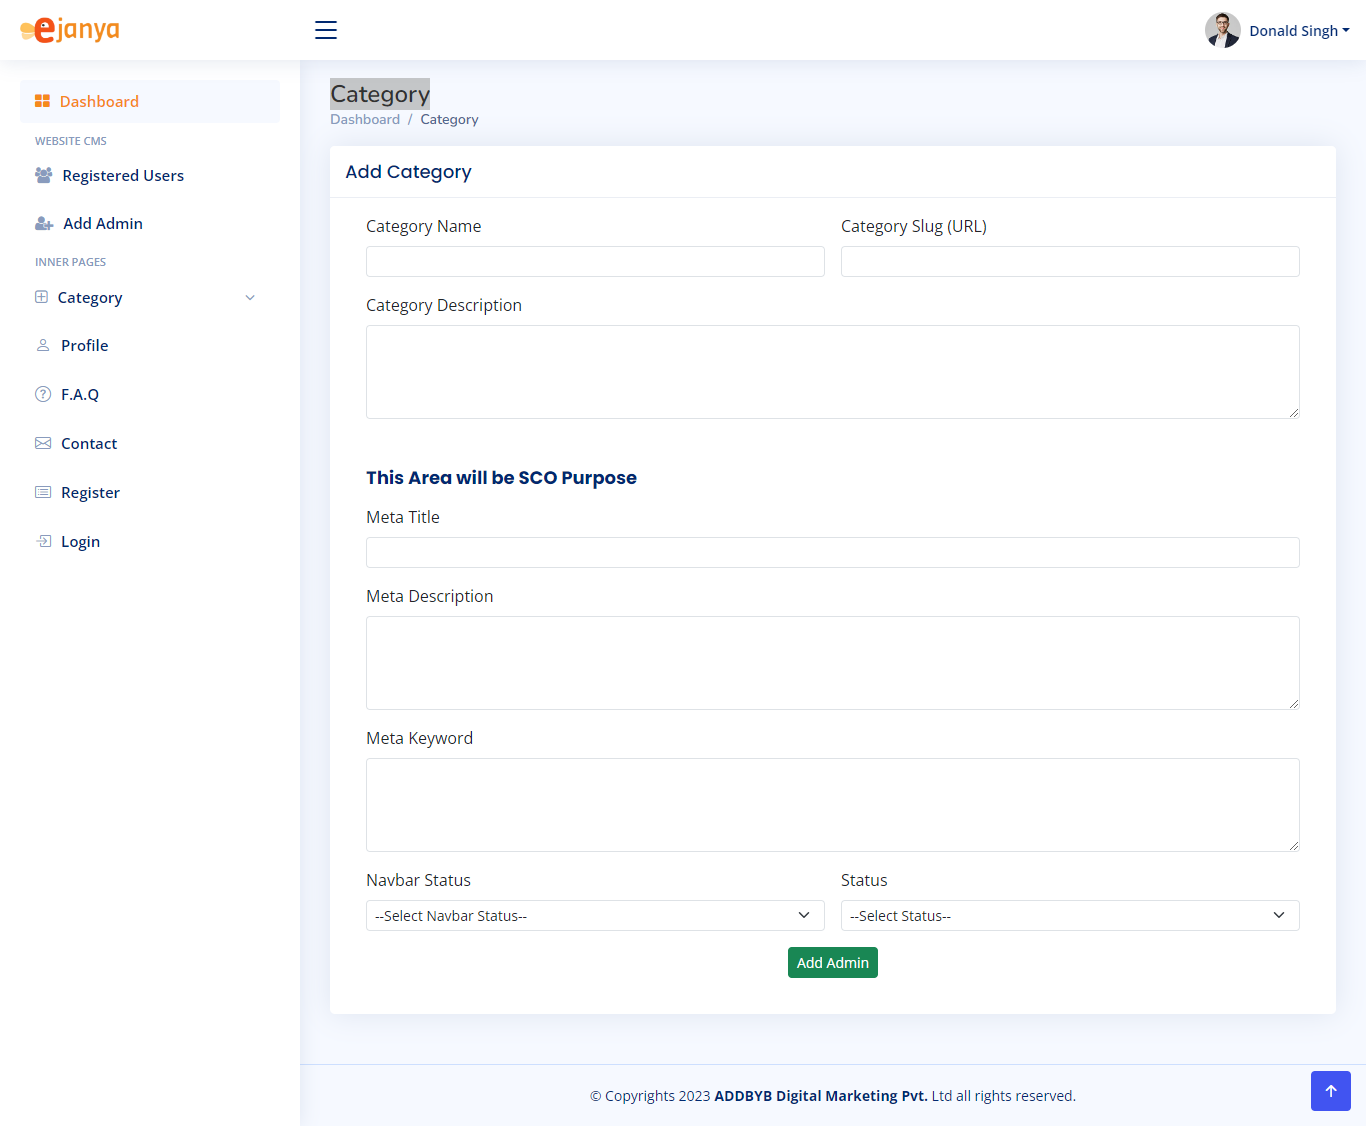 ejanya
Donald Singh
Dashboard
WEBSITE CMS
Registered Users
Add Admin
INNER PAGES
Category
Profile
F.A.Q
Contact
Register
Login
Category
Dashboard / Category
Add Category
Category Name
Category Slug (URL)
Category Description
This Area will be SCO Purpose
Meta Title
Meta Description
Meta Keyword
Navbar Status
Status
--Select Navbar Status--
--Select Status--
Add Admin
© Copyrights 2023 ADDBYB Digital Marketing Pvt. Ltd all rights reserved.